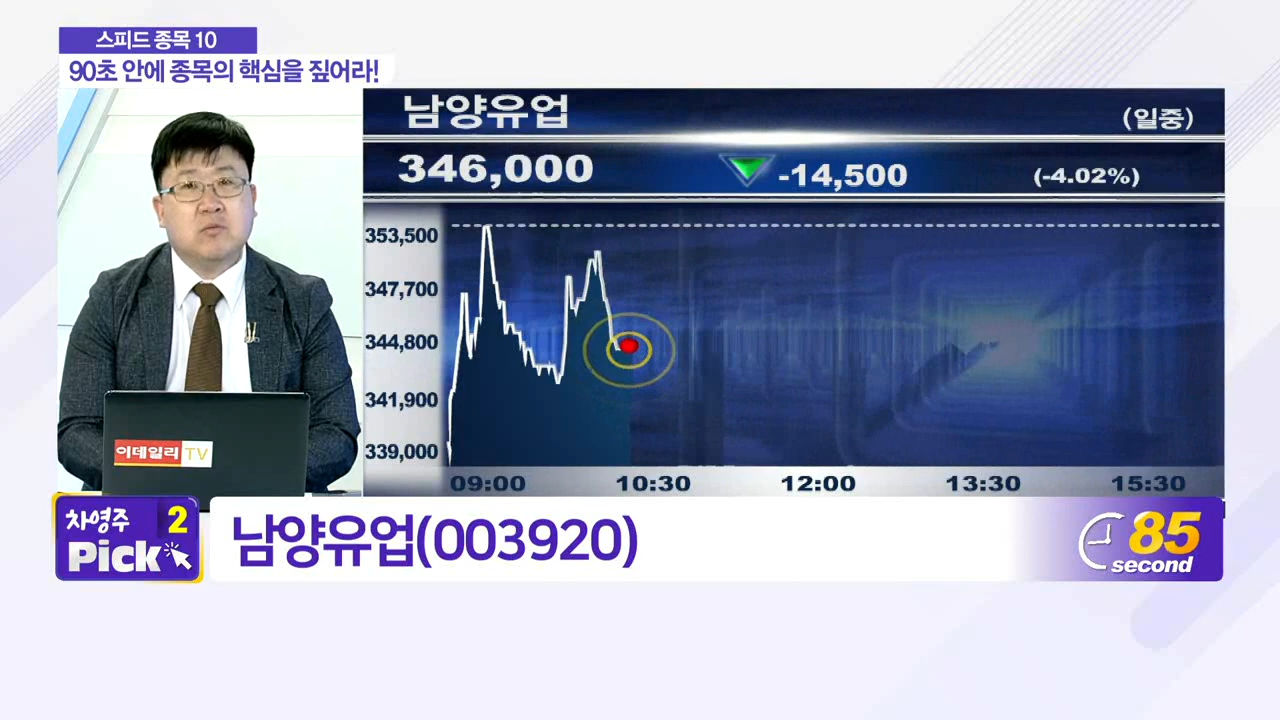 스피드 종목 10
90초 안에 종목의 핵심을 짚어라!
남양유업
(일중)
346,000
-14,500
(-4.02%)
353,500
347,700
344,800
341,900
339,000
09:00
10:30
12:00
13:30
15:30
이데일리TV
차영주 2
Pick
남양유업(003920)
85
second